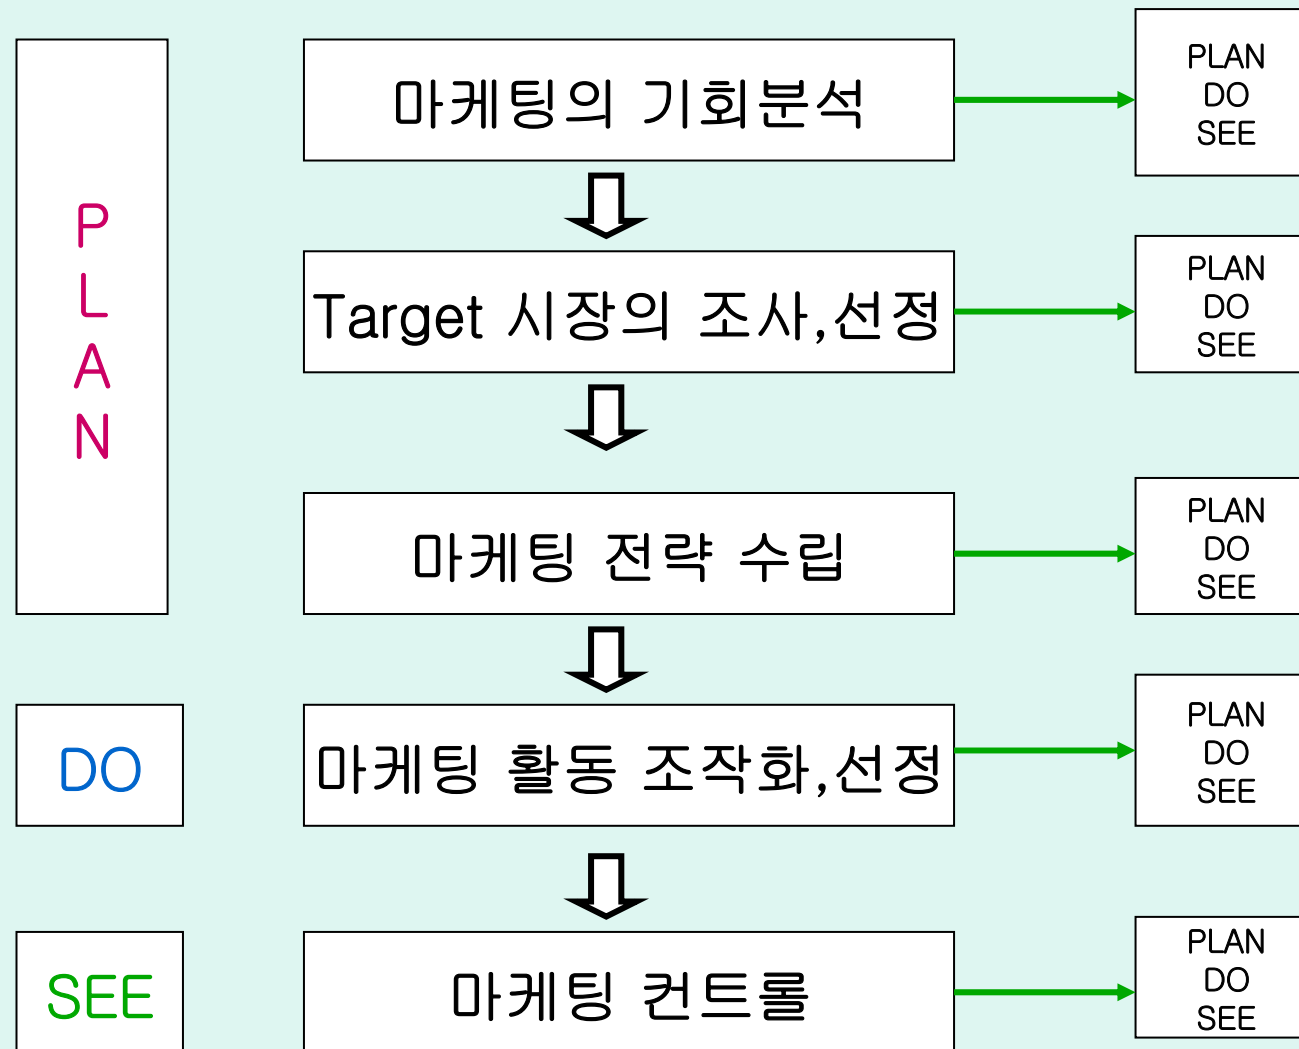 PLAN
마케팅의 기회분석
PLAN
DO
SEE
Target 시장의 조사,선정
PLAN
DO
SEE
마케팅 전략 수립
PLAN
DO
SEE
DO
마케팅 활동 조작화,선정
PLAN
DO
SEE
SEE
마케팅 컨트롤
PLAN
DO
SEE